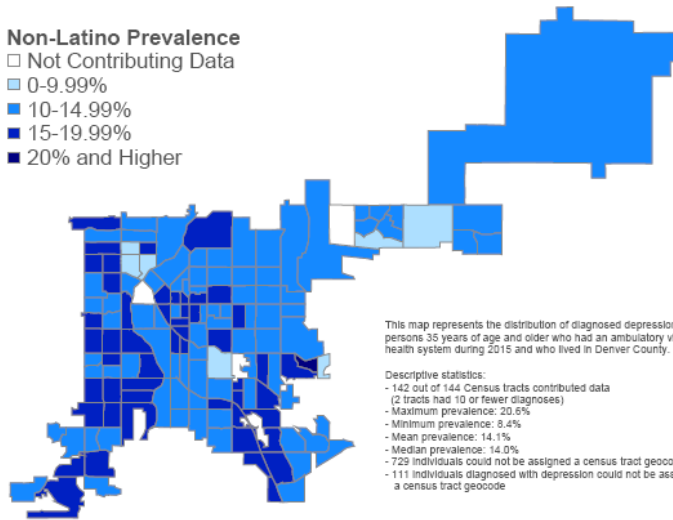 Non-Latino Prevalence
Not Contributing Data
0-9.99%
10-14.99%
15-19.99%
20% and Higher
This map represents the distribution of diagnosed depression
persons 35 years of age and older who had an ambulatory
health system during 2015 and who lived in Denver County.
Descriptive statistics:
- 142 out of 144 Census tracts contributed data
(2 tracts had 10 or fewer diagnoses)
- Maximum prevalence: 20.6%
- Minimum prevalence: 8.4%
- Mean prevalence: 14.1%
- Median prevalence: 14.0%
- 729 individuals could not be assigned a census tract
- 111 individuals diagnosed with depression could not be
a census tract geocode